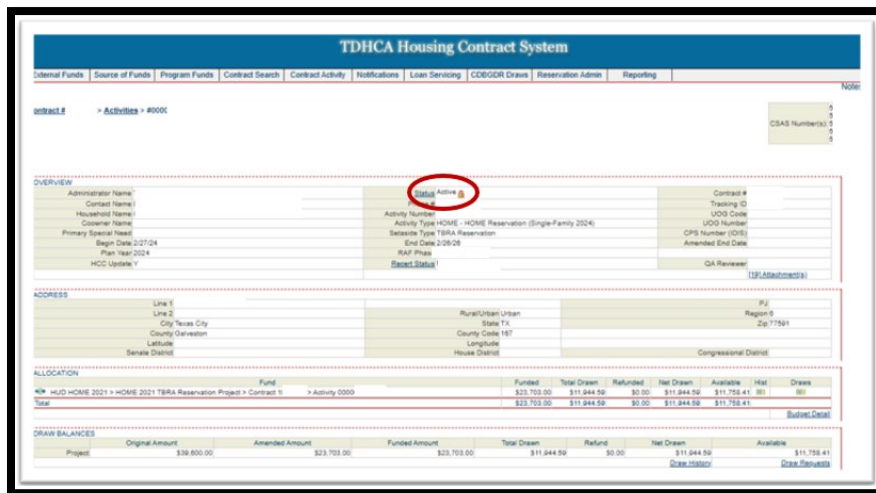 TDHCA Housing Contract System
External Funds Source of Funds Program Funds Contract Search Contract Activity Notifications Loan Servicing CDBGDR Draws Reservation Admin Reporting
Notes
ontract # > Activities > #0000
CSAS Number(s)
OVERVIEW
Administrator Name Status Active Contract #
Contact Name Phone # Tracking ID
Household Name Activity Number UOG Code
Coowner Name Activity Type HOME - HOME Reservation (Single-Family 2024) UOG Number
Primary Special Need Setaside Type TBRA Reservation CPS Number (IDIS)
Begin Date 2/27/24 End Date 2/26/26 Amended End Date
Plan Year 2024 RAF Phas
HCC Update Y Recert Status QA Reviewer
[19] Attachment(s)
ADDRESS
Line 1 PJ
Line 2 Rural/Urban Urban Region 6
City Texas City State TX Zip 77591
County Galveston County Code 167
Latitude Longitude
Senate District House District Congressional District
ALLOCATION
Fund Funded Total Drawn Refunded Net Drawn Available Hist Draws
HUD HOME 2021 > HOME 2021 TBRA Reservation Project > Contract 1 > Activity 0000 $23,703.00 $11,944.59 $0.00 $11,944.59 $11,758.41
Total $23,703.00 $11,944.59 $0.00 $11,944.59 $11,758.41
Budget Detail
DRAW BALANCES
Original Amount Amended Amount Funded Amount Total Drawn Refund Net Drawn Available
Project $39,600.00 $23,703.00 $23,703.00 $11,944.59 $0.00 $11,944.59 $11,758.41
Draw History Draw Requests